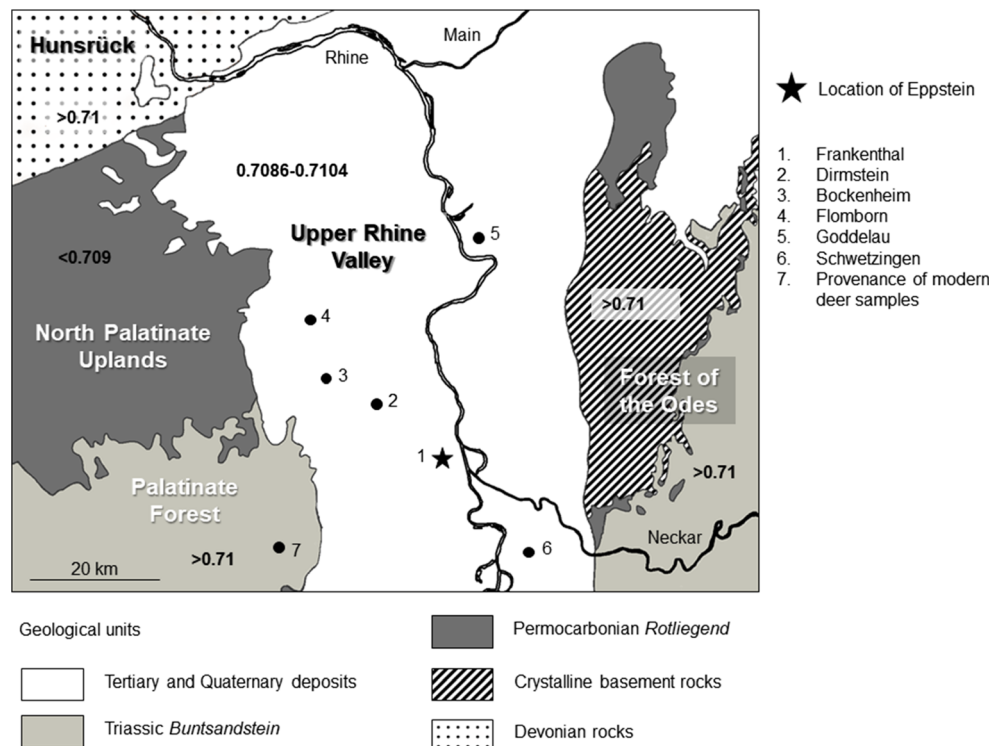 Hunsrück
>0.71
Main
Rhine
0.7086-0.7104
Upper Rhine
Valley
<0.709
North Palatinate
Uplands
5
4
3
2
1
>0.71
Forest of
the Odes
>0.71
Palatinate
Forest
7
>0.71
6
Neckar
20 km
Location of Eppstein
1. Frankenthal
2. Dirmstein
3. Bockenheim
4. Flomborn
5. Goddelau
6. Schwetzingen
7. Provenance of modern
deer samples
Geological units
Tertiary and Quaternary deposits
Triassic Buntsandstein
Permocarbonian Rotliegend
Crystalline basement rocks
Devonian rocks